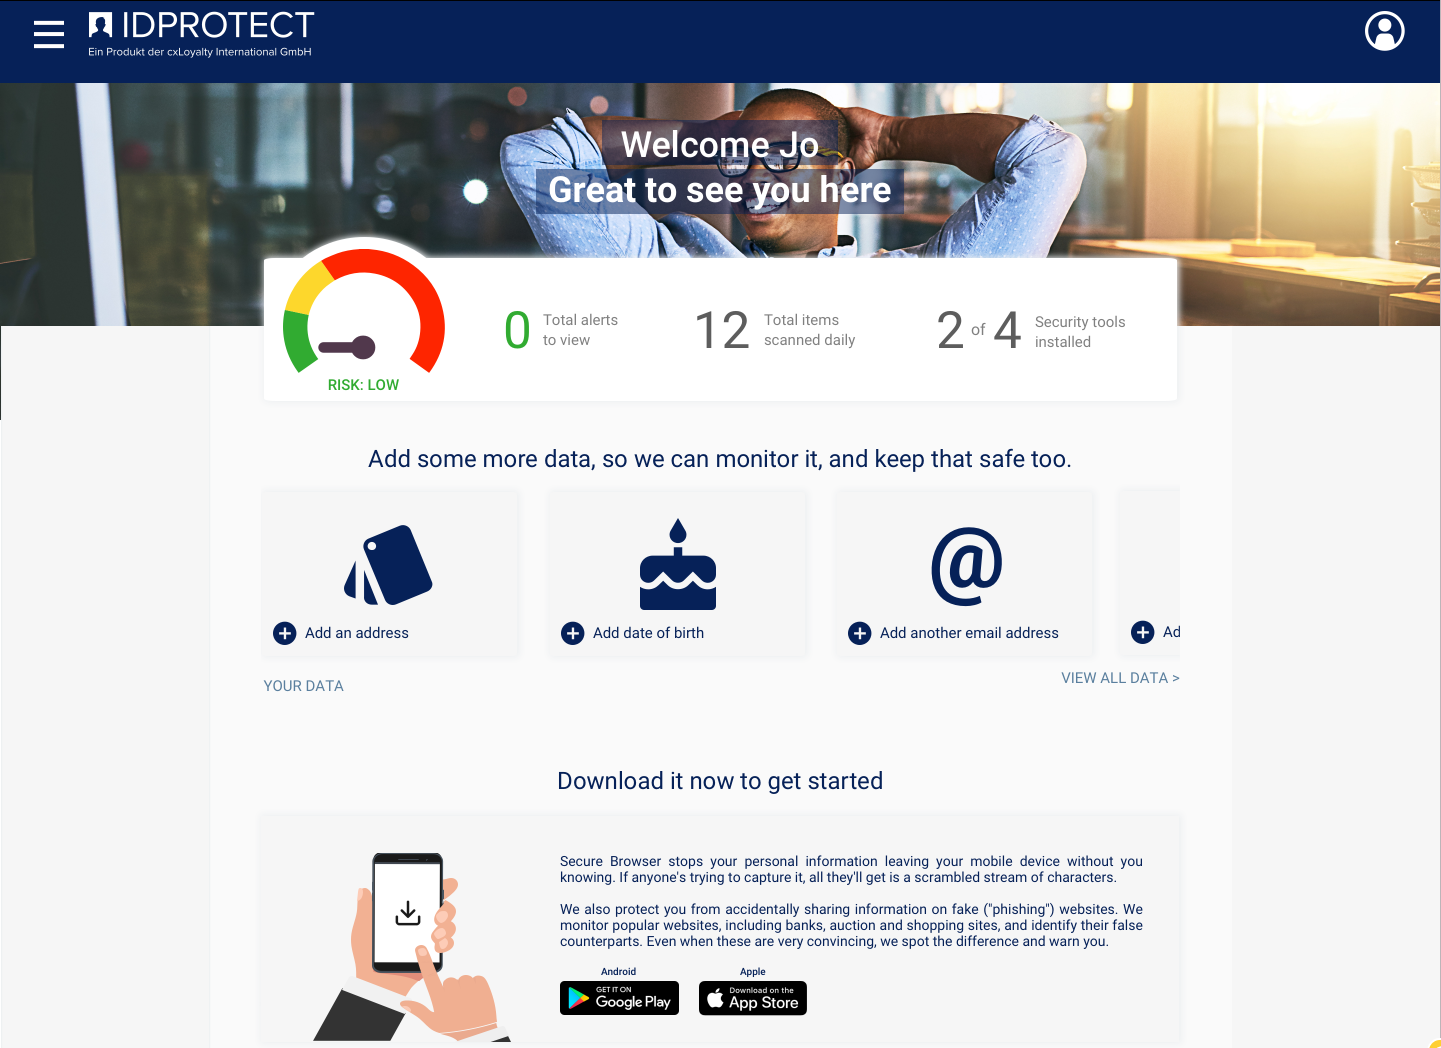 IDPROTECT
Ein Produkt der cxLoyalty International GmbH
Welcome Jo
Great to see you here
RISK: LOW
0 Total alerts
to view
12 Total items
scanned daily
2 of 4 Security tools
installed
Add some more data, so we can monitor it, and keep that safe too.
Add an address
Add date of birth
@
Add another email address
Ad
YOUR DATA
VIEW ALL DATA >
Download it now to get started
Secure Browser stops your personal information leaving your mobile device without you
knowing. If anyone's trying to capture it, all they'll get is a scrambled stream of characters.
We also protect you from accidentally sharing information on fake ("phishing") websites. We
monitor popular websites, including banks, auction and shopping sites, and identify their false
counterparts. Even when these are very convincing, we spot the difference and warn you.
Android
GET IT ON
Google Play
Apple
Download on the
App Store